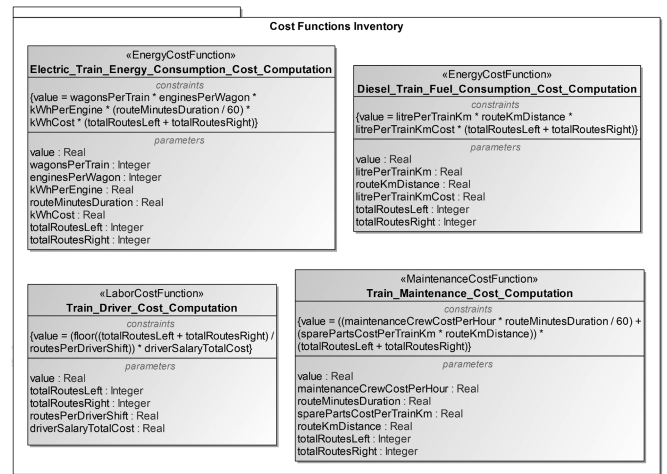 Cost Functions Inventory
«EnergyCostFunction»
Electric_Train_Energy_Consumption_Cost_Computation
constraints
{value = wagonsPerTrain * enginesPerWagon *
kWhPerEngine * (routeMinutesDuration / 60) *
kWhCost * (totalRoutesLeft + totalRoutesRight)}
parameters
value : Real
wagonsPerTrain : Integer
enginesPerWagon : Integer
kWhPerEngine : Real
routeMinutesDuration : Real
kWhCost : Real
totalRoutesLeft : Integer
totalRoutesRight : Integer
«EnergyCostFunction»
Diesel_Train_Fuel_Consumption_Cost_Computation
constraints
{value = litrePerTrainKm * routeKmDistance *
litrePerTrainKmCost * (totalRoutesLeft + totalRoutesRight)}
parameters
value : Real
litrePerTrainKm : Real
routeKmDistance : Real
litrePerTrainKmCost : Real
totalRoutesLeft : Integer
totalRoutesRight : Integer
«LaborCostFunction»
Train_Driver_Cost_Computation
constraints
{value = (floor((totalRoutesLeft + totalRoutesRight) /
routesPerDriverShift)) * driverSalaryTotalCost}
parameters
value : Real
totalRoutesLeft : Integer
totalRoutesRight : Integer
routesPerDriverShift : Real
driverSalaryTotalCost : Real
«MaintenanceCostFunction»
Train_Maintenance_Cost_Computation
constraints
{value = ((maintenanceCrewCostPerHour * routeMinutesDuration / 60) +
(sparePartsCostPerTrainKm * routeKmDistance)) *
(totalRoutesLeft + totalRoutesRight)}
parameters
value : Real
maintenanceCrewCostPerHour : Real
routeMinutesDuration : Real
sparePartsCostPerTrainKm : Real
routeKmDistance : Real
totalRoutesLeft : Integer
totalRoutesRight : Integer